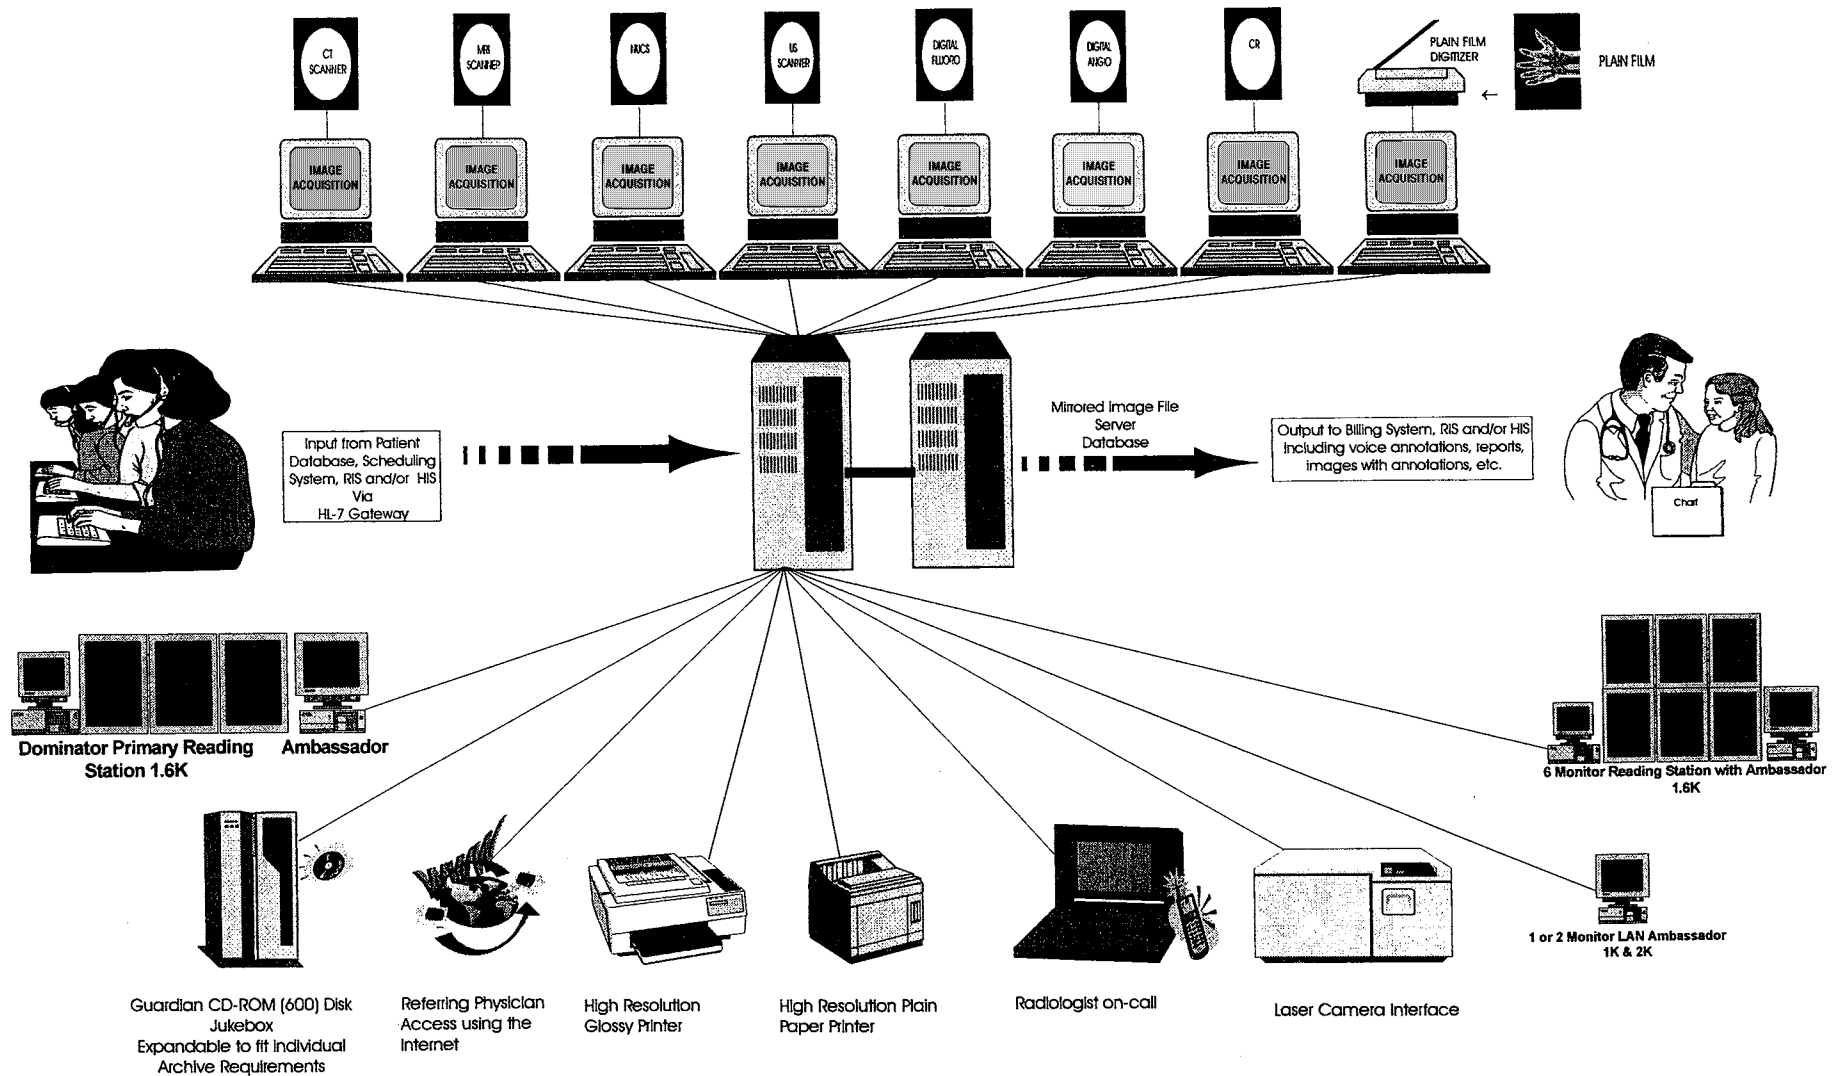 CT
SCANNER
MRI
SCANNER
NUCS
US
SCANNER
DIGITAL
FLUORO
DIGITAL
ANGIO
CR
PLAIN FILM
DIGITIZER
PLAIN FILM
IMAGE
ACQUISITION
IMAGE
ACQUISITION
IMAGE
ACQUISITION
IMAGE
ACQUISITION
IMAGE
ACQUISITION
IMAGE
ACQUISITION
IMAGE
ACQUISITION
IMAGE
ACQUISITION
Input from Patient
Database, Scheduling
System, RIS and/or HIS
Via
HL-7 Gateway
Mirrored Image File
Server
Database
Output to Billing System, RIS and/or HIS
including voice annotations, reports,
images with annotations, etc.
Chart
Dominator Primary Reading
Station 1.6K
Ambassador
6 Monitor Reading Station with Ambassador
1.6K
1 or 2 Monitor LAN Ambassador
1K & 2K
Guardian CD-ROM (600) Disk
Jukebox
Expandable to fit Individual
Archive Requirements
Referring Physician
Access using the
Internet
High Resolution
Glossy Printer
High Resolution Plain
Paper Printer
Radiologist on-call
Laser Camera Interface